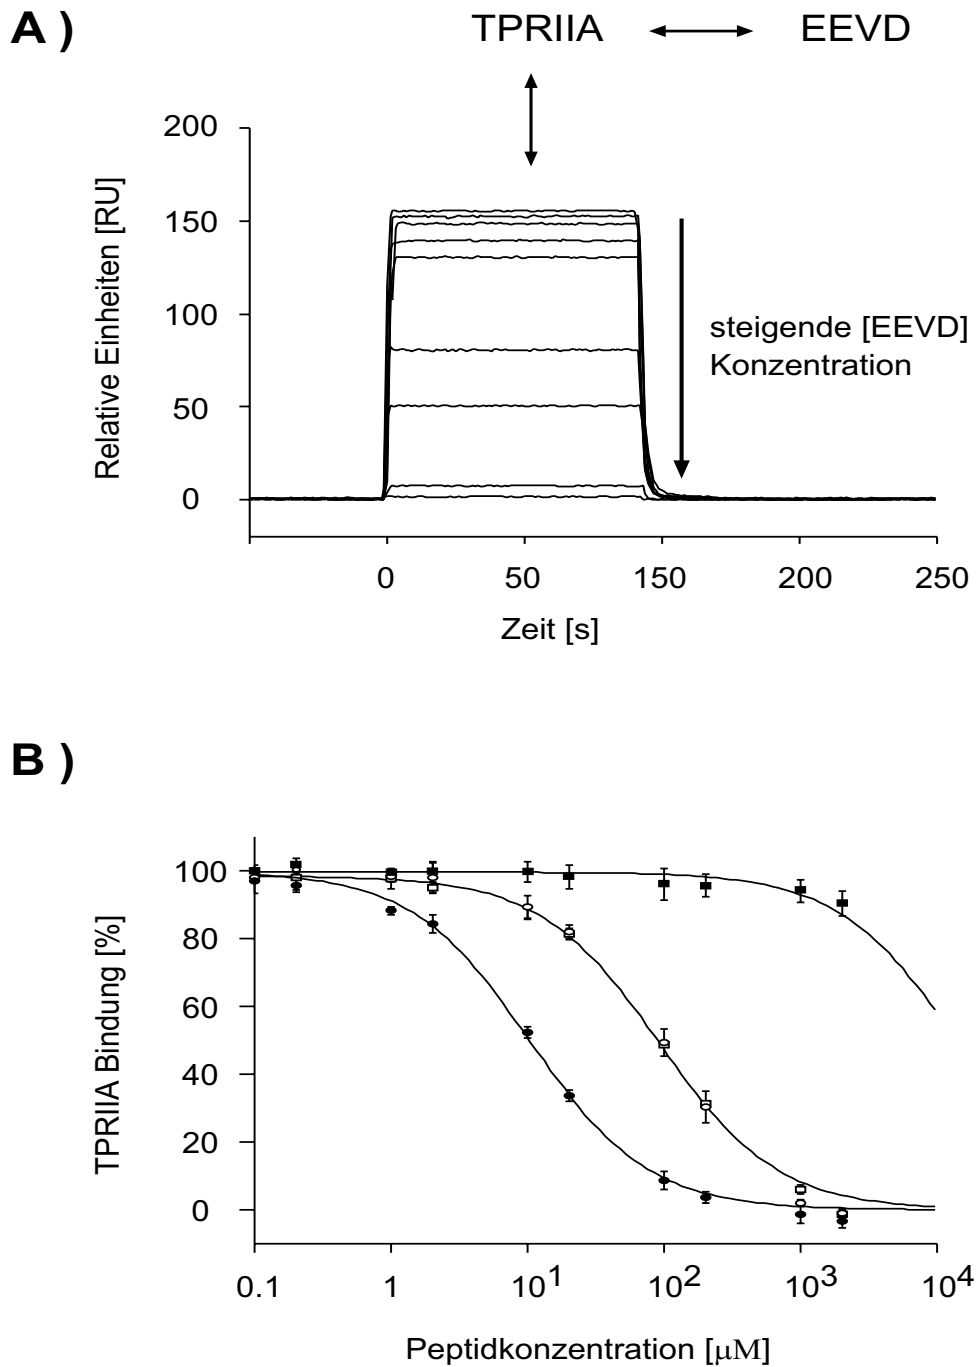 A )
TPRIIA EEVD
200
150
100
50
0
Relative Einheiten [RU]
steigende [EEVD]
Konzentration
0 50 150 200 250
Zeit [s]
B )
100
80
60
40
20
0
TPRIIA Bindung [%]
0.1 1 10¹ 10² 10³ 10⁴
Peptidkonzentration [μM]